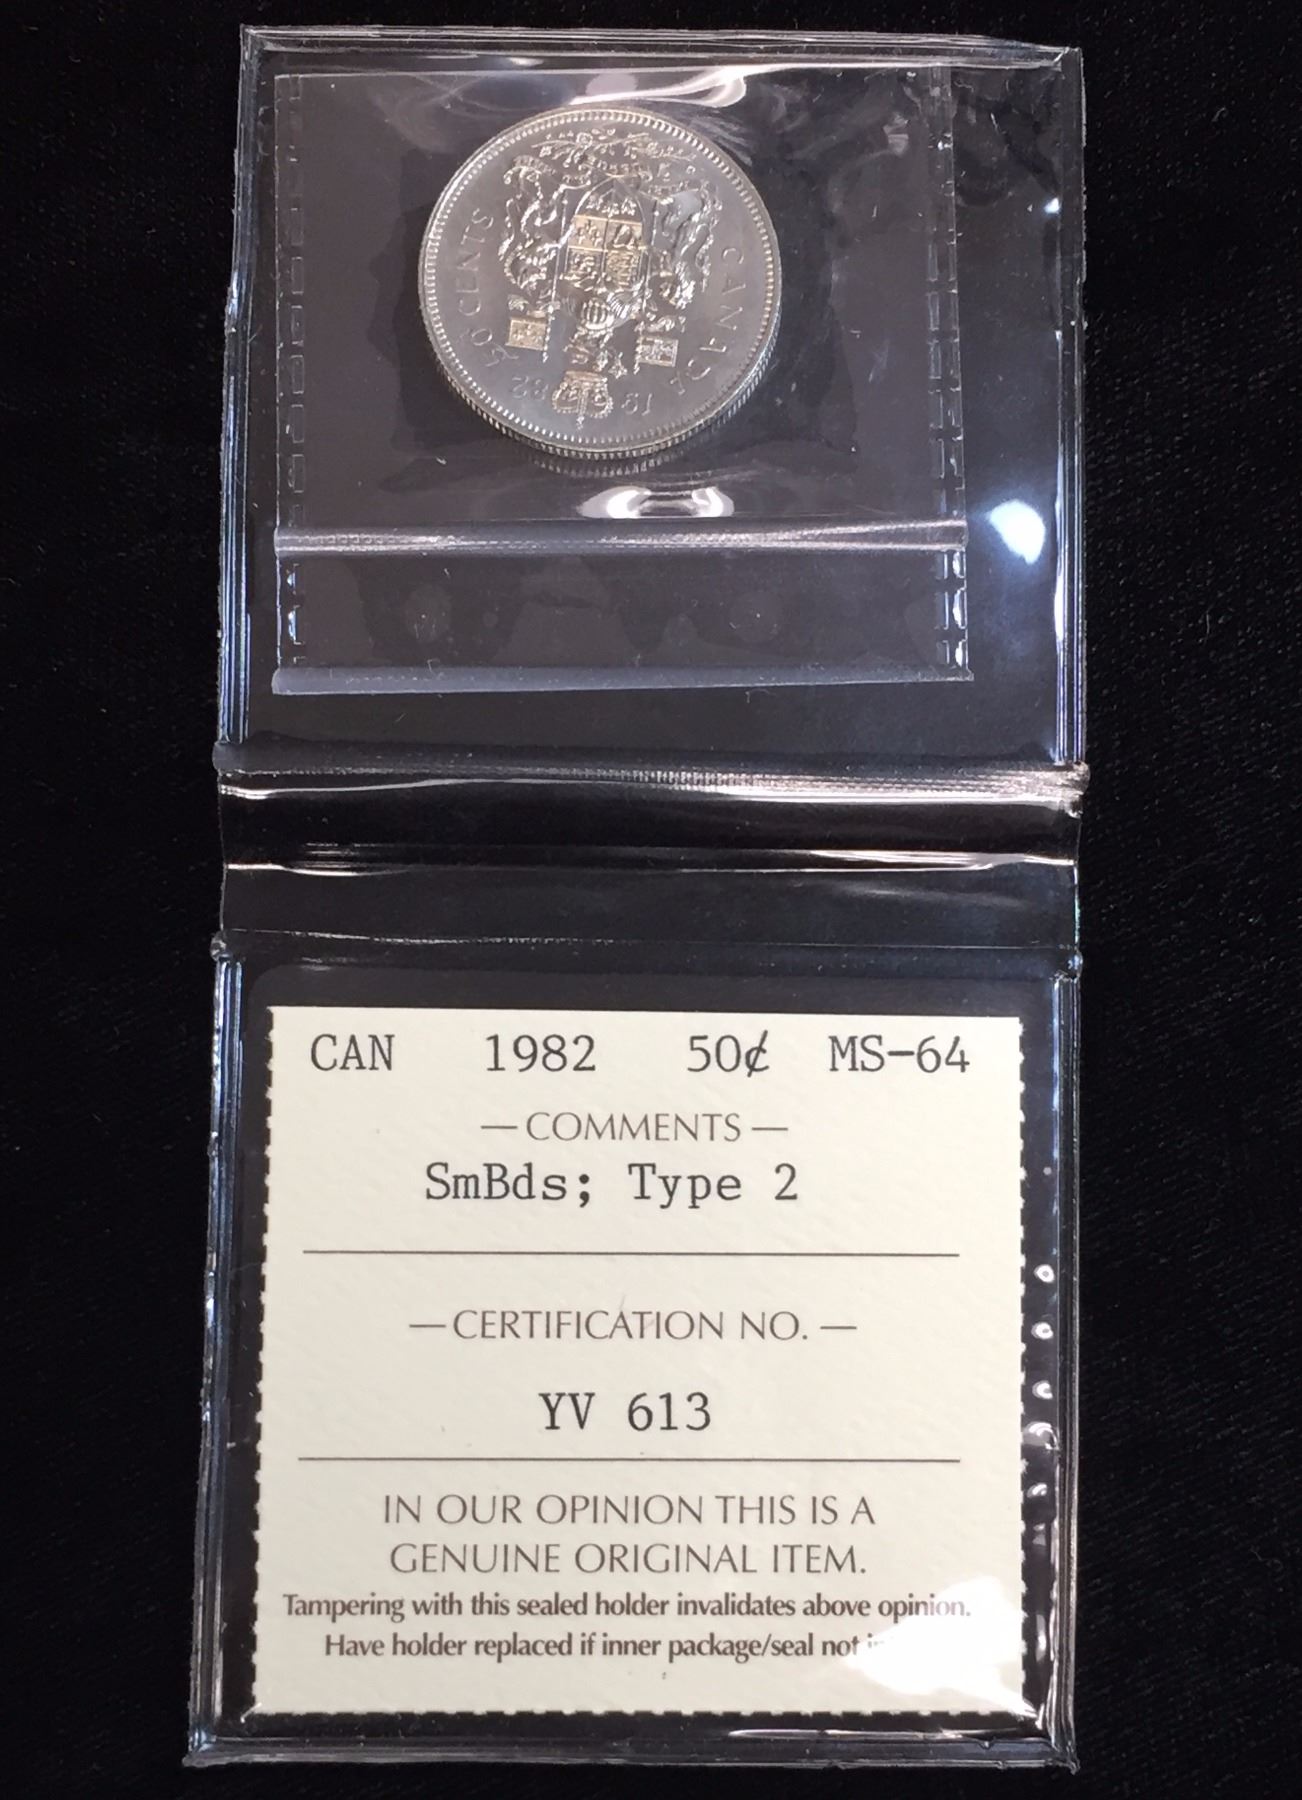 50 CENTS
CANADA
1982
CAN 1982 50¢ MS-64
— COMMENTS —
SmBds; Type 2
— CERTIFICATION NO. —
YV 613
IN OUR OPINION THIS IS A
GENUINE ORIGINAL ITEM.
Tampering with this sealed holder invalidates above opinion.
Have holder replaced if inner package/seal not